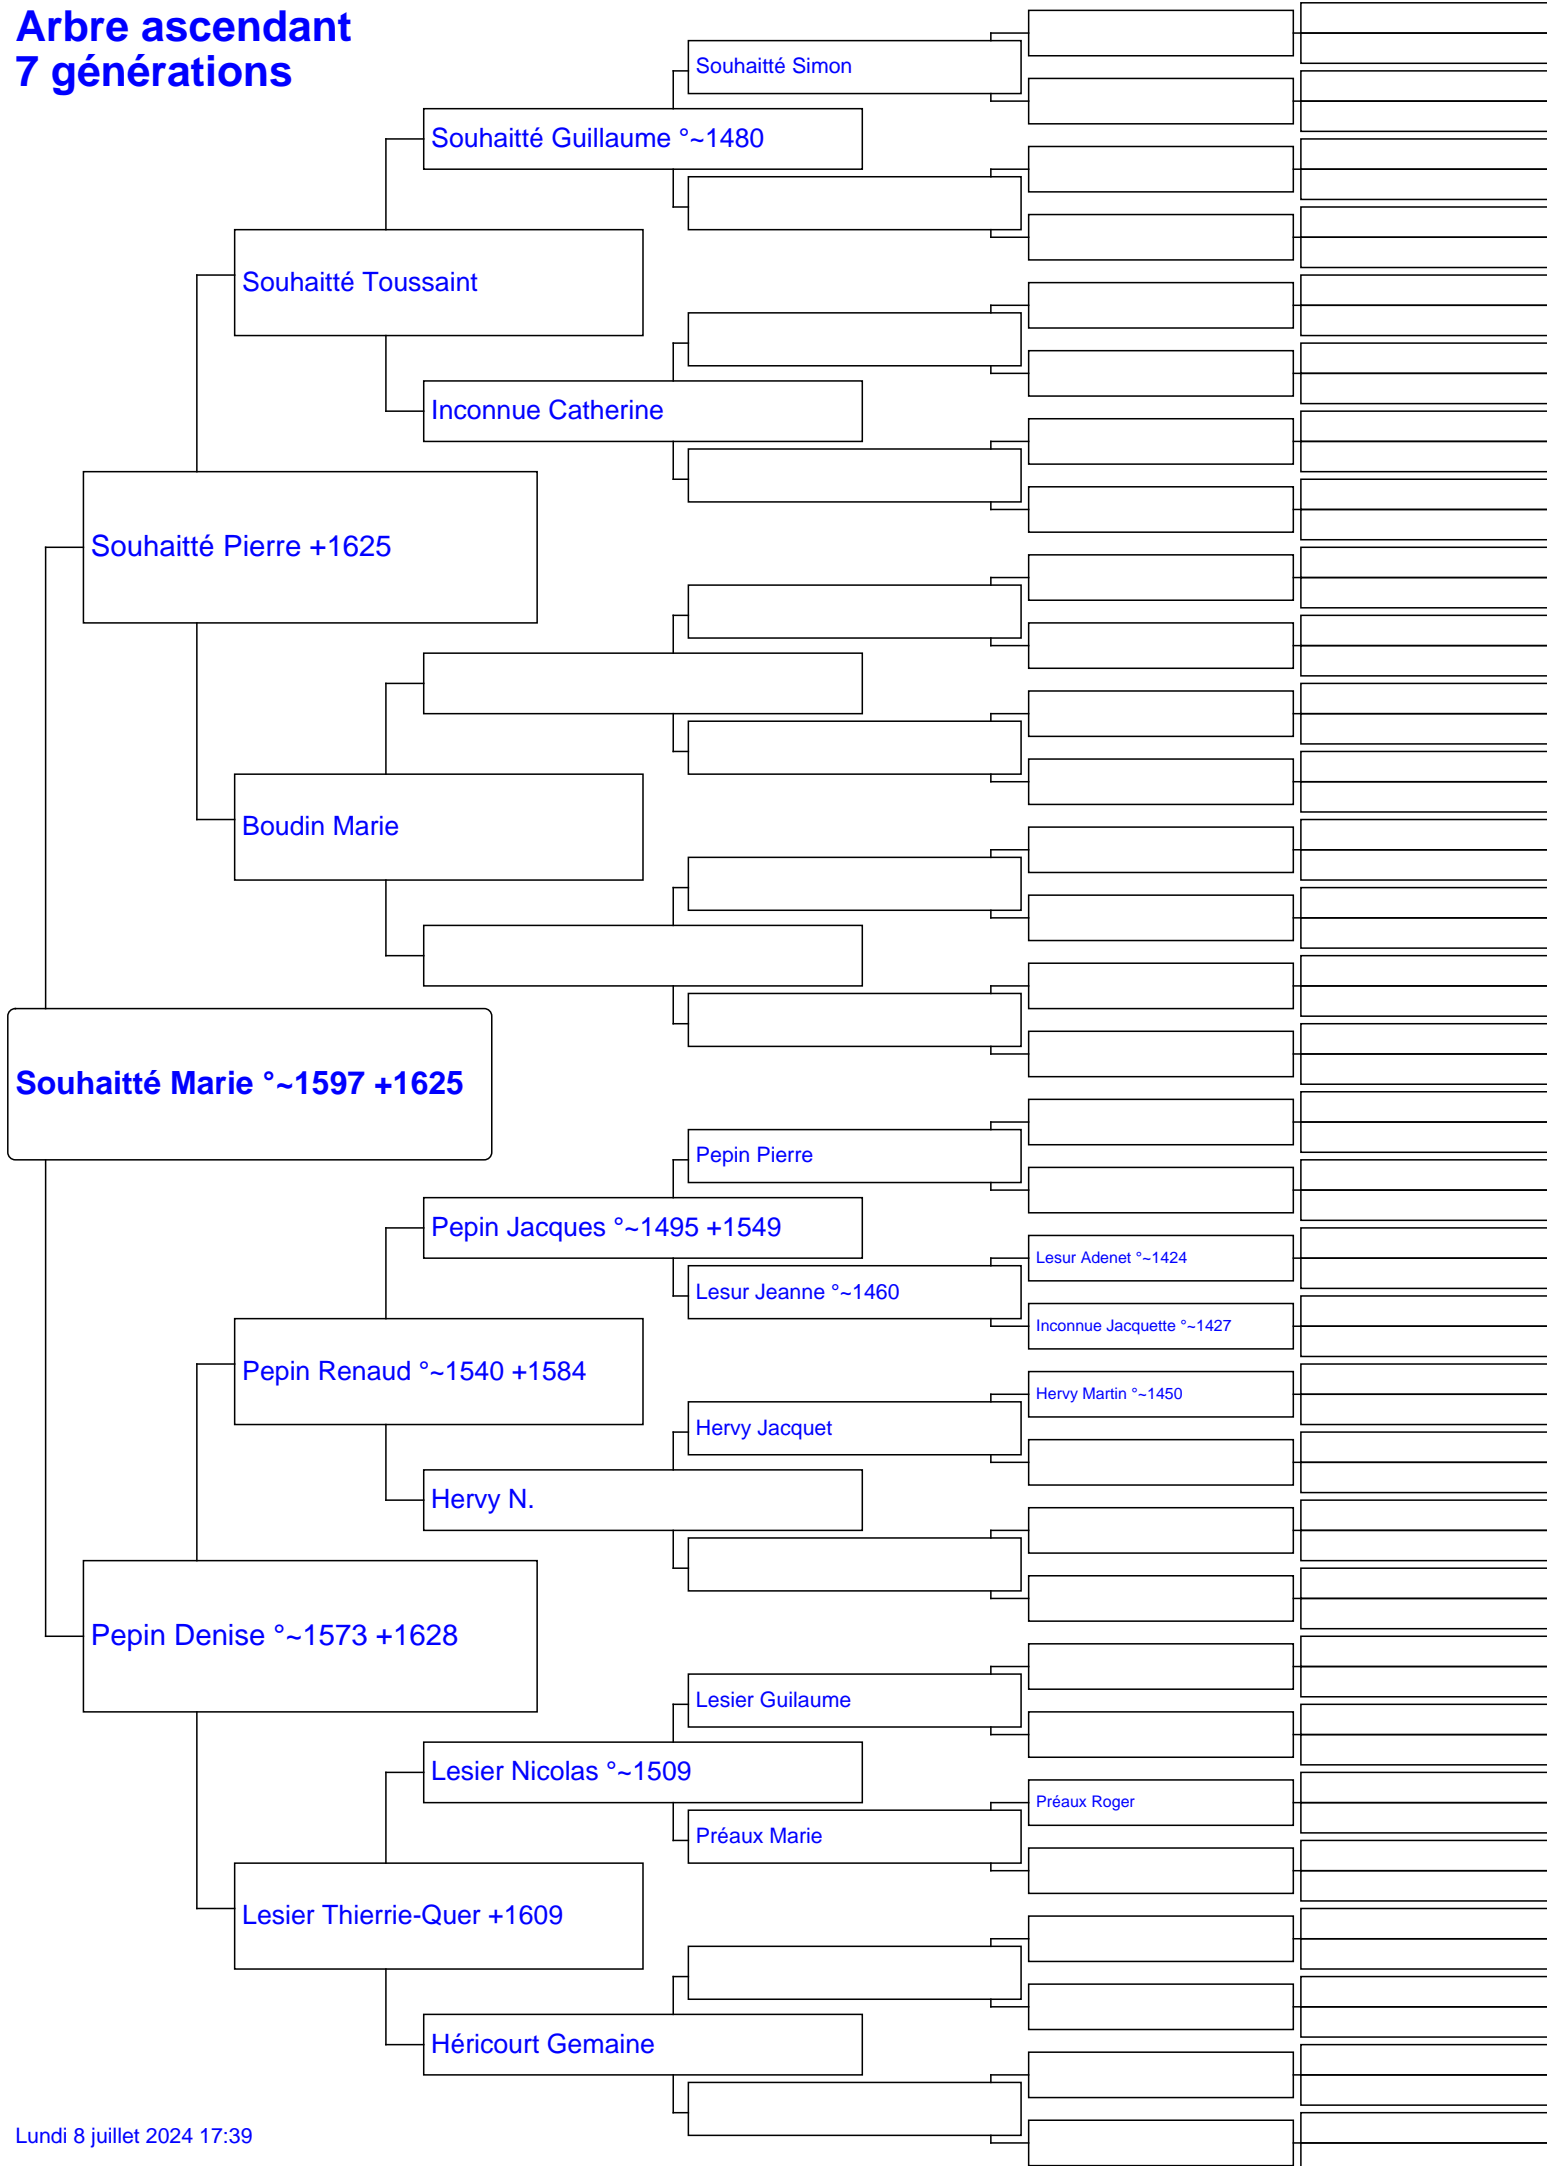 Arbre ascendant
7 générations
Souhaitté Simon
Souhaitté Guillaume °~1480
Souhaitté Toussaint
Inconnue Catherine
Souhaitté Pierre +1625
Boudin Marie
Souhaitté Marie °~1597 +1625
Pepin Pierre
Pepin Jacques °~1495 +1549
Lesur Adenet °~1424
Lesur Jeanne °~1460
Inconnue Jacquette °~1427
Pepin Renaud °~1540 +1584
Hervy Martin °~1450
Hervy Jacquet
Hervy N.
Pepin Denise °~1573 +1628
Lesier Guilaume
Lesier Nicolas °~1509
Préaux Roger
Préaux Marie
Lesier Thierrie-Quer +1609
Héricourt Gemaine
Lundi 8 juillet 2024 17:39